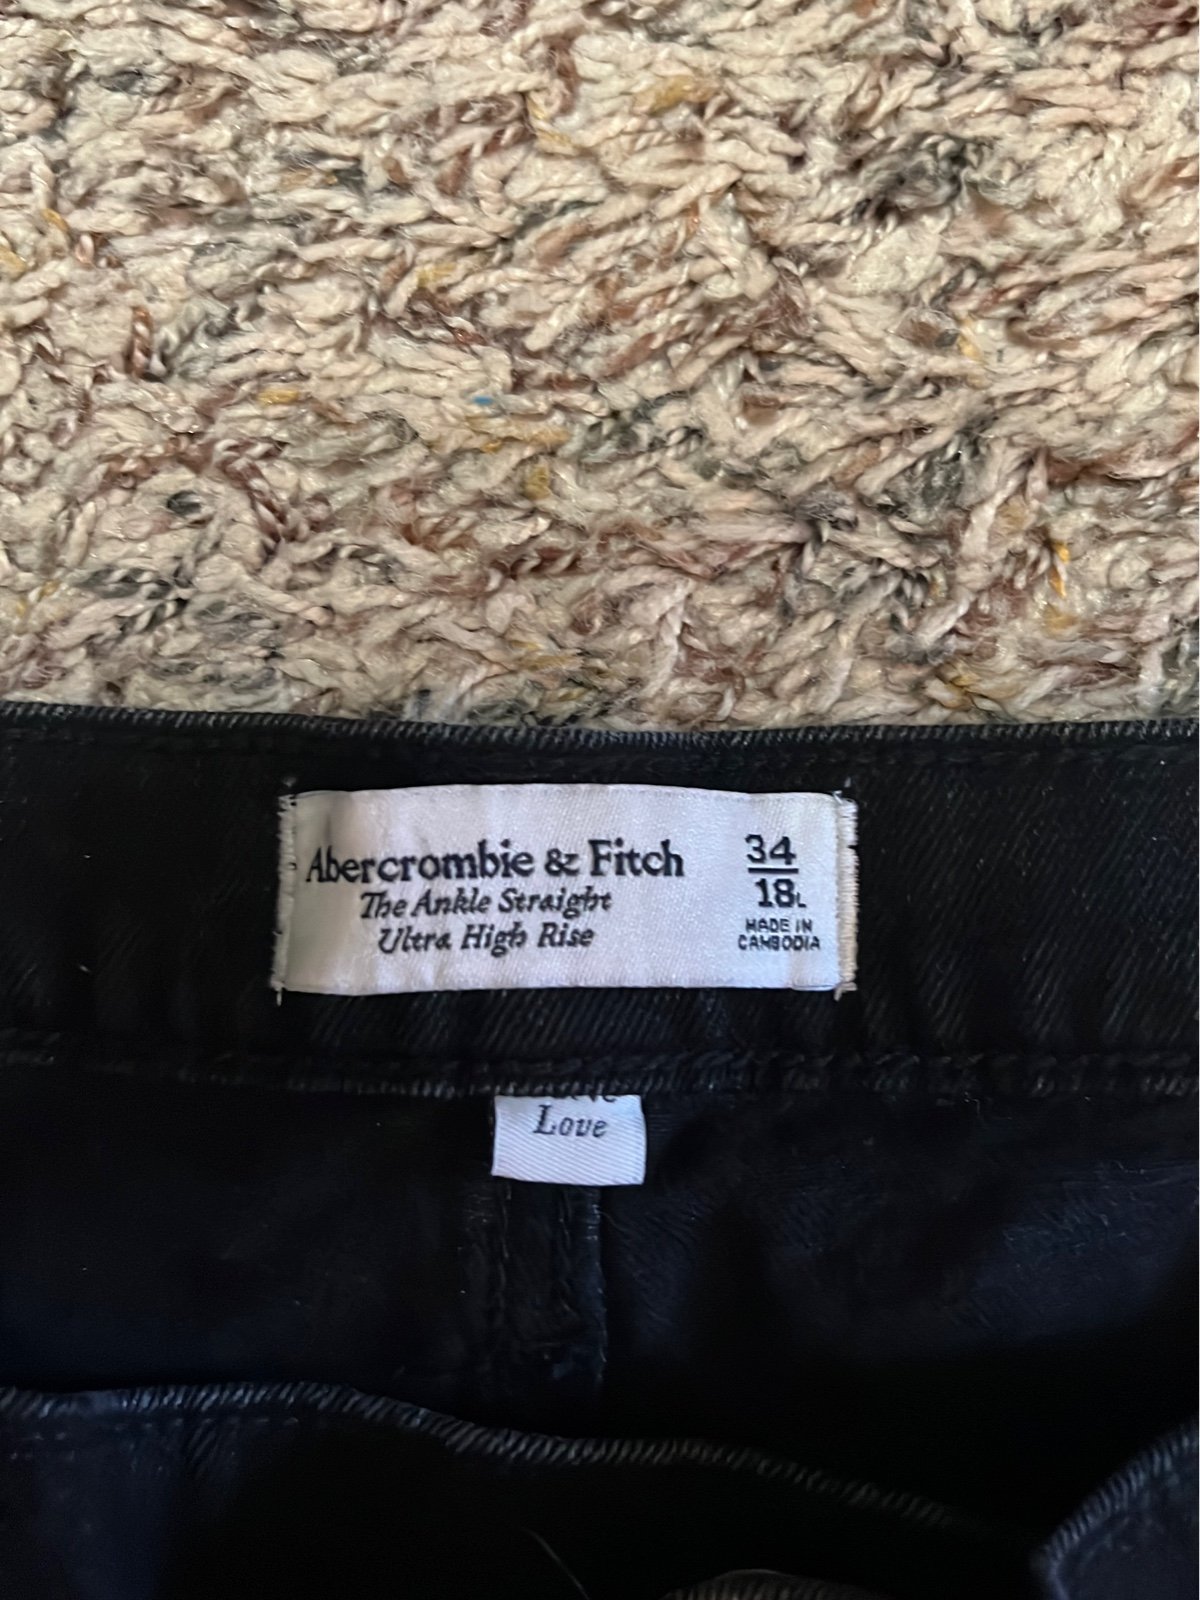 Abercrombie & Fitch
The Ankle Straight
Ultra High Rise
34
18L
MADE IN
CAMBODIA
Love